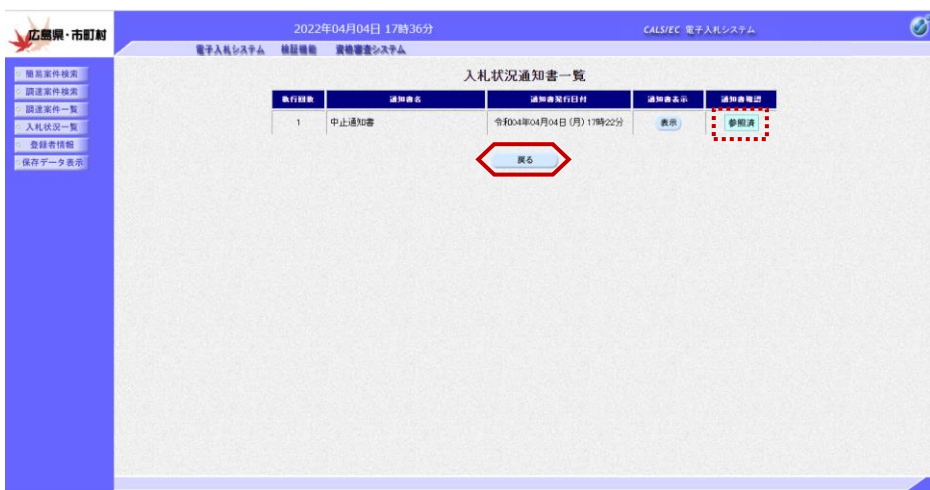 広島県・市町村
2022年04月04日 17時36分
CALS/EC 電子入札システム
電子入札システム 検証機能 資格審査システム
簡易案件検索
調達案件検索
調達案件一覧
入札状況一覧
登録者情報
保存データ表示
入札状況通知書一覧
執行回数 通知書名 通知書発行日付 通知書表示 通知書確認
1 中止通知書 令和04年04月04日 (月) 17時22分 表示 参照済
戻る